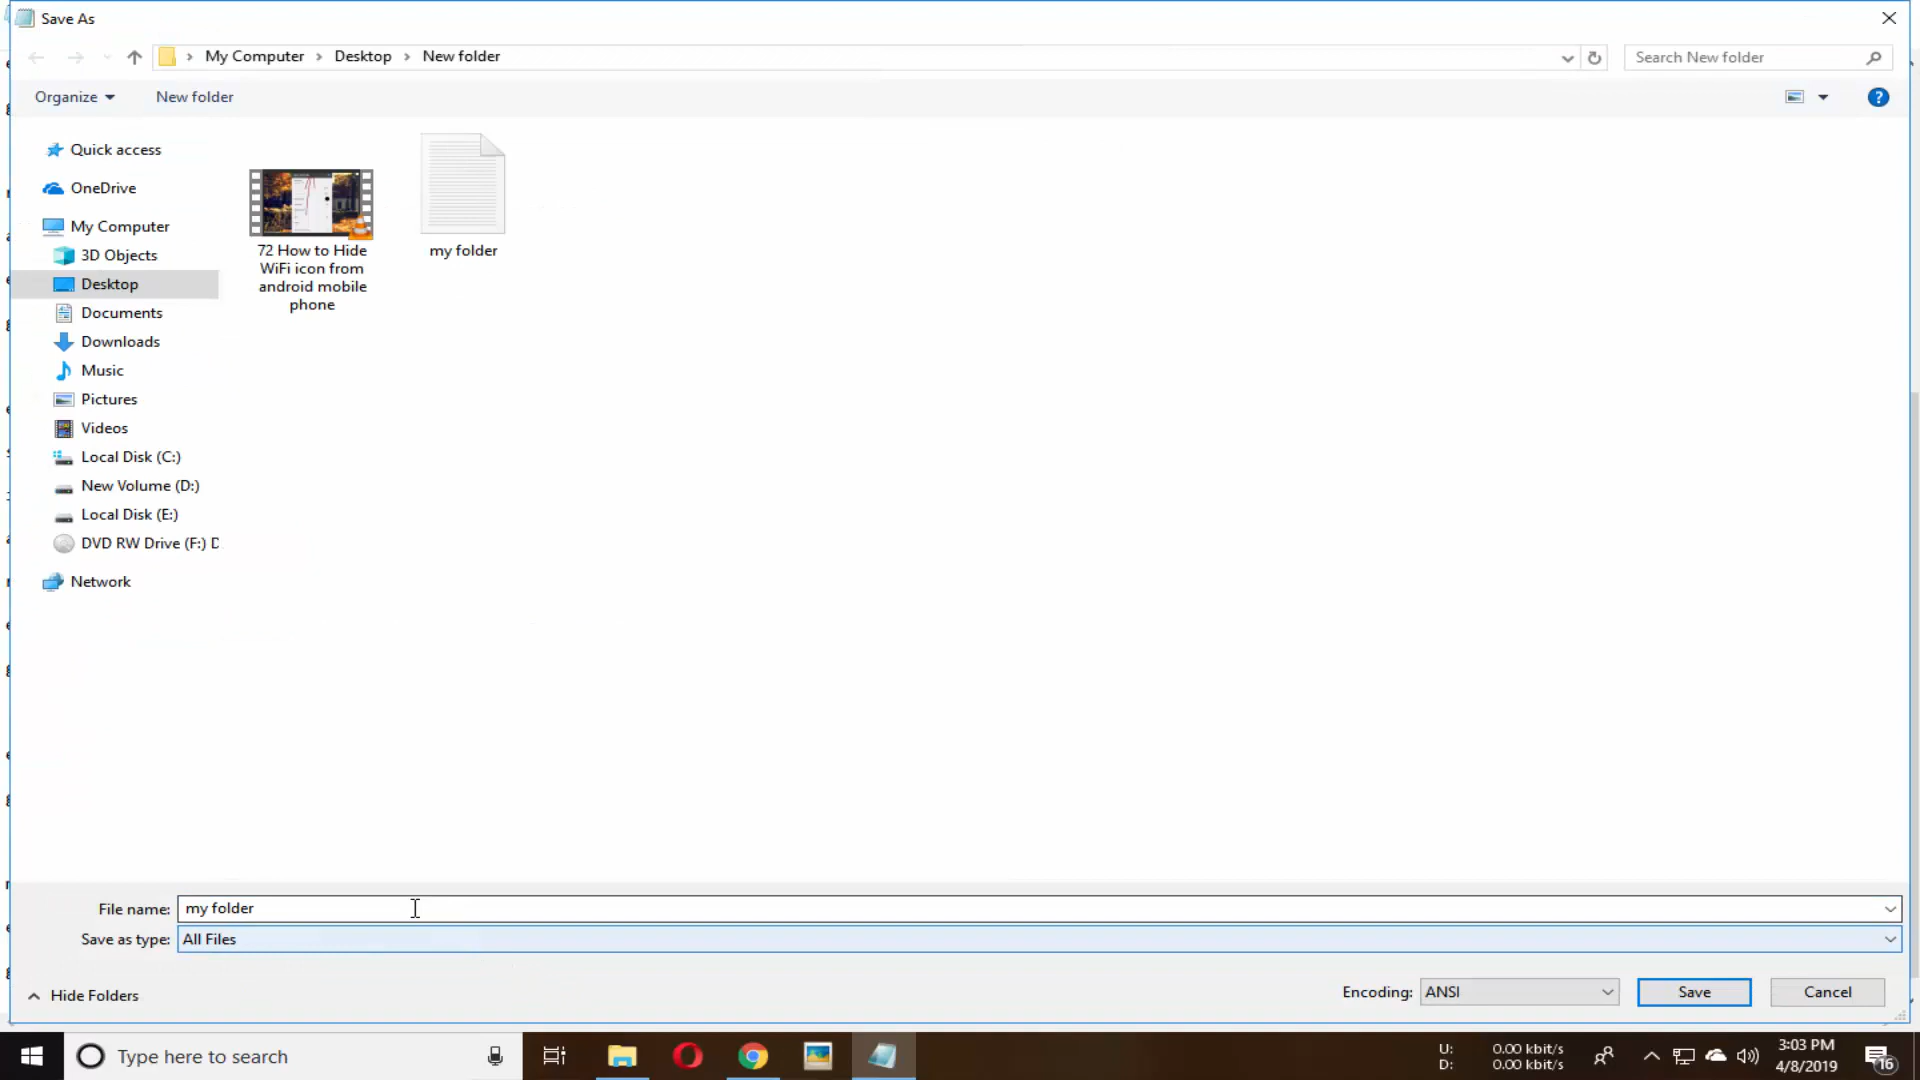 Save As
My Computer
Desktop
New folder
Search New folder
Organize
New folder
?
Quick access
OneDrive
My Computer
3D Objects
Desktop
Documents
Downloads
Music
Pictures
Videos
Local Disk (C:)
New Volume (D:)
Local Disk (E:)
DVD RW Drive (F:) D
Network
72 How to Hide
WiFi icon from
android mobile
phone
my folder
File name: my folder
Save as type: All Files
Hide Folders
Encoding: ANSI
Save
Cancel
Type here to search
U: 0.00 kbit/s
D: 0.00 kbit/s
3:03 PM
4/8/2019
16